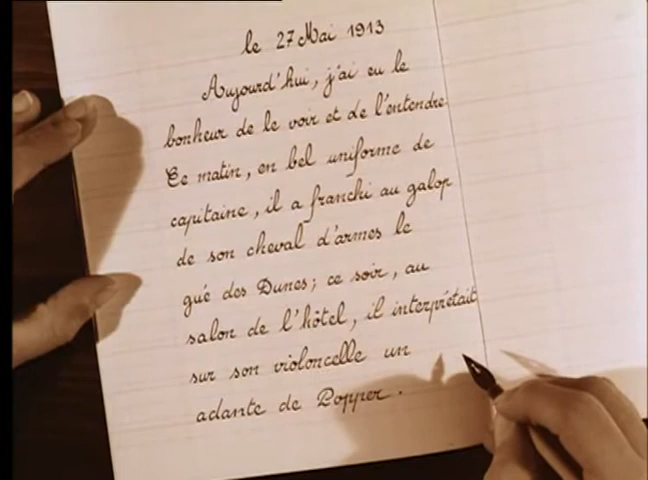 le 27 Mai 1913
Aujourd'hui, j'ai eu le
bonheur de le voir et de l'entendre.
Ce matin, en bel uniforme de
capitaine, il a franchi au galop
de son cheval d'armes le
gué des Dunes ; ce soir, au
salon de l'hôtel, il interprétait
sur son violoncelle un
adante de Popper.